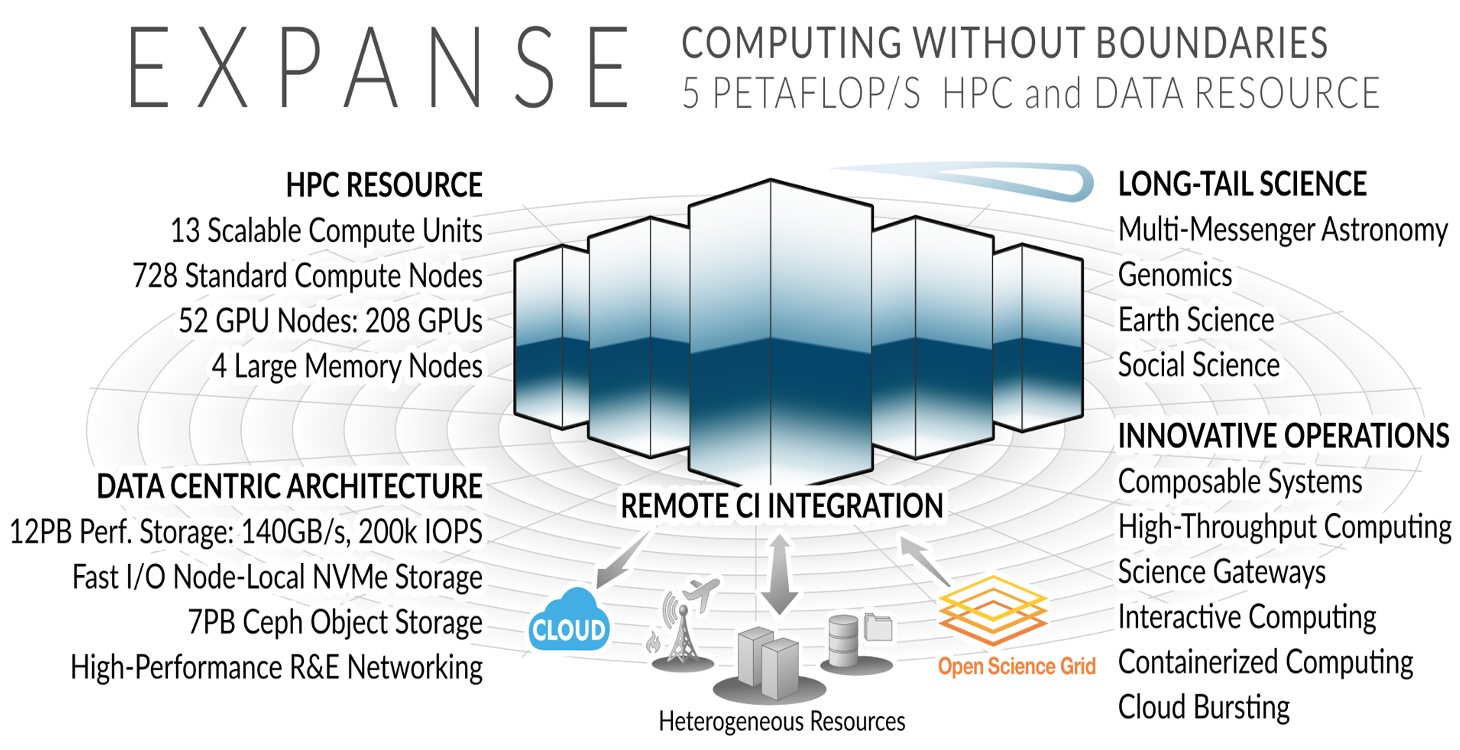 EXPANSE
COMPUTING WITHOUT BOUNDARIES
5 PETAFLOP/S HPC and DATA RESOURCE
HPC RESOURCE
13 Scalable Compute Units
728 Standard Compute Nodes
52 GPU Nodes: 208 GPUs
4 Large Memory Nodes
DATA CENTRIC ARCHITECTURE
12PB Perf. Storage: 140GB/s, 200k IOPS
Fast I/O Node-Local NVMe Storage
7PB Ceph Object Storage
High-Performance R&E Networking
REMOTE CI INTEGRATION
CLOUD
Heterogeneous Resources
Open Science Grid
LONG-TAIL SCIENCE
Multi-Messenger Astronomy
Genomics
Earth Science
Social Science
INNOVATIVE OPERATIONS
Composable Systems
High-Throughput Computing
Science Gateways
Interactive Computing
Containerized Computing
Cloud Bursting